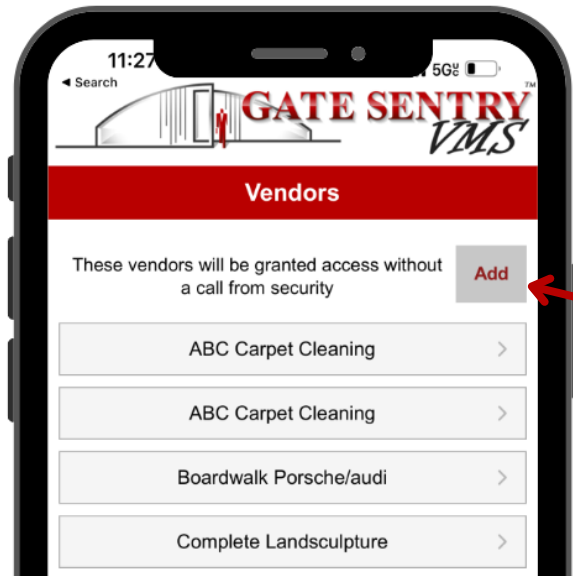 11:27
5G
Search
GATE SENTRY
VMS
TM
Vendors
These vendors will be granted access without
a call from security
Add
ABC Carpet Cleaning
ABC Carpet Cleaning
Boardwalk Porsche/audi
Complete Landsculpture